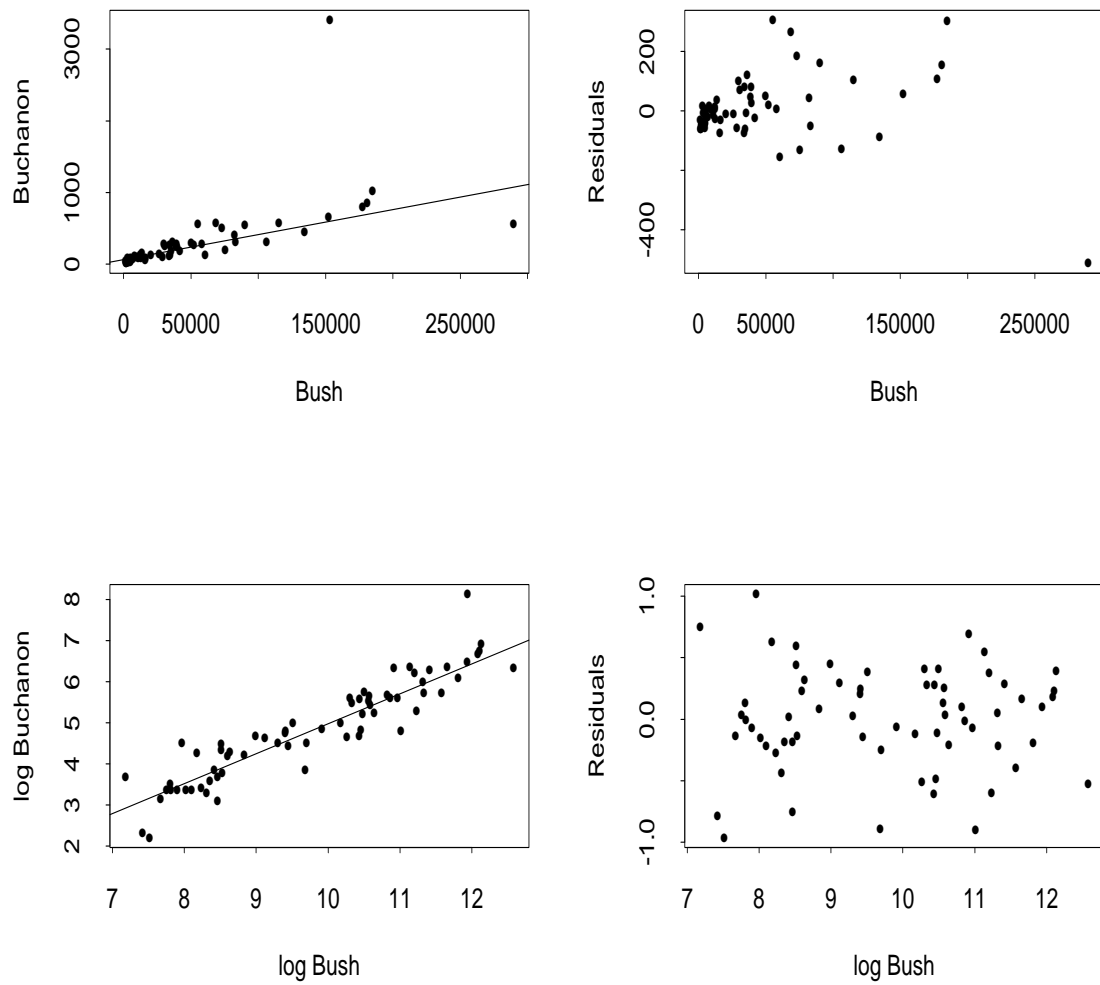 Buchanon
3000
1000
0
0 50000 150000 250000
Bush
Residuals
200
0
-400
0 50000 150000 250000
Bush
log Buchanon
8
7
6
5
4
3
2
7 8 9 10 11 12
log Bush
Residuals
1.0
0.0
-1.0
7 8 9 10 11 12
log Bush